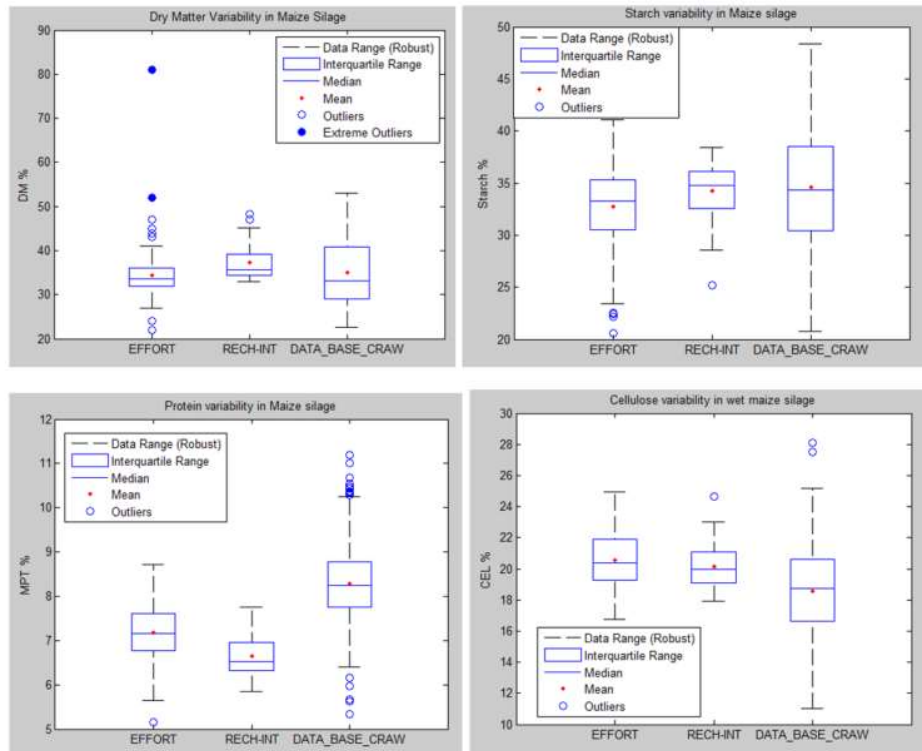 Dry Matter Variability in Maize Silage
90
80
70
60
50
40
30
20
DM %
Data Range (Robust)
Interquartile Range
Median
Mean
Outliers
Extreme Outliers
EFFORT
RECH-INT
DATA_BASE_CRAW
Starch variability in Maize silage
50
45
40
35
30
25
20
Starch %
Data Range (Robust)
Interquartile Range
Median
Mean
Outliers
EFFORT
RECH-INT
DATA_BASE_CRAW
Protein variability in Maize silage
12
11
10
9
8
7
6
5
MPT %
Data Range (Robust)
Interquartile Range
Median
Mean
Outliers
EFFORT
RECH-INT
DATA_BASE_CRAW
Cellulose variability in wet maize silage
30
28
26
24
22
20
18
16
14
12
10
CEL %
Data Range (Robust)
Interquartile Range
Median
Mean
Outliers
EFFORT
RECH-INT
DATA_BASE_CRAW